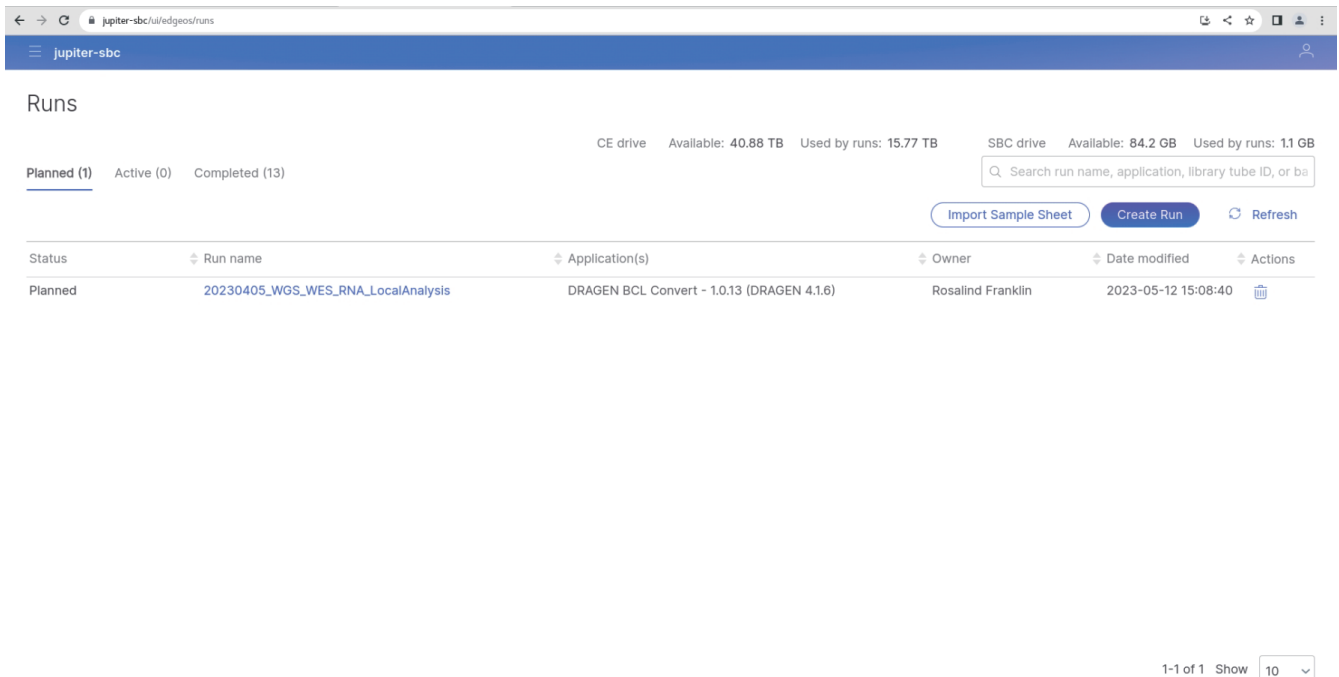 jupiter-sbc/ui/edgeos/runs
jupiter-sbc
Runs
CE drive Available: 40.88 TB Used by runs: 15.77 TB SBC drive Available: 84.2 GB Used by runs: 1.1 GB
Planned (1) Active (0) Completed (13) Search run name, application, library tube ID, or ba
Import Sample Sheet Create Run Refresh
Status Run name Application(s) Owner Date modified Actions
Planned 20230405_WGS_WES_RNA_LocalAnalysis DRAGEN BCL Convert - 1.0.13 (DRAGEN 4.1.6) Rosalind Franklin 2023-05-12 15:08:40
1-1 of 1 Show 10